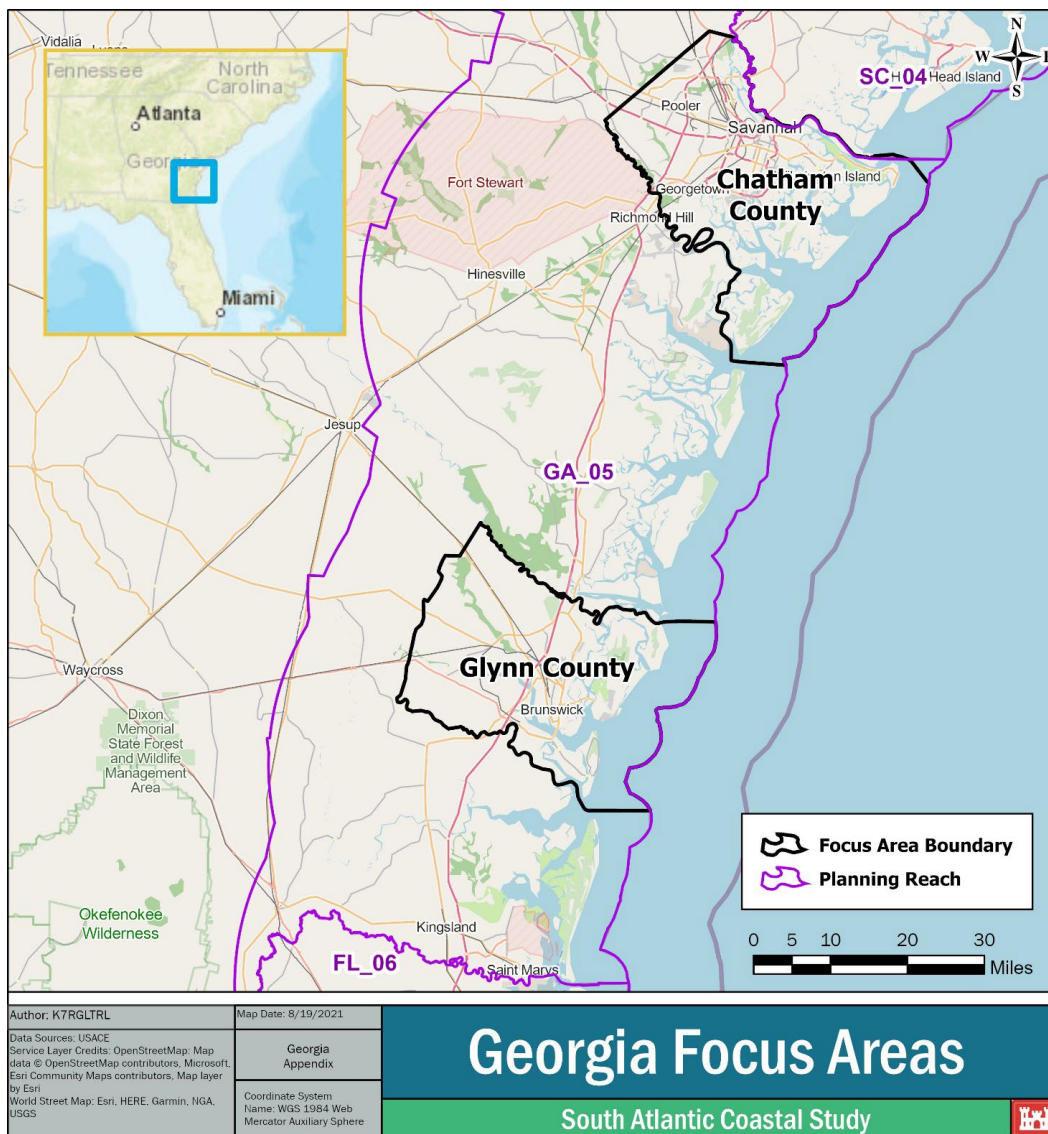 Vidalia
Lyons
Tennessee
North
Carolina
Atlanta
Georgia
Miami
N
W
S
SC_04
Head Island
Pooler
Savannah
Island
Georgetown
Chatham
County
Richmond Hill
Fort Stewart
Hinesville
Jesup
GA_05
Glynn County
Brunswick
Waycross
Dixon
Memorial
State Forest
and Wildlife
Management
Area
Okefenokee
Wilderness
Kingsland
FL_06
Saint Marys
Focus Area Boundary
Planning Reach
0 5 10 20 30
Miles
Author: K7RGLTRL
Data Sources: USACE
Service Layer Credits: OpenStreetMap: Map
data © OpenStreetMap contributors, Microsoft,
Esri Community Maps contributors, Map layer
by Esri
World Street Map: Esri, HERE, Garmin, NGA,
USGS
Map Date: 8/19/2021
Georgia
Appendix
Coordinate System
Name: WGS 1984 Web
Mercator Auxiliary Sphere
Georgia Focus Areas
South Atlantic Coastal Study